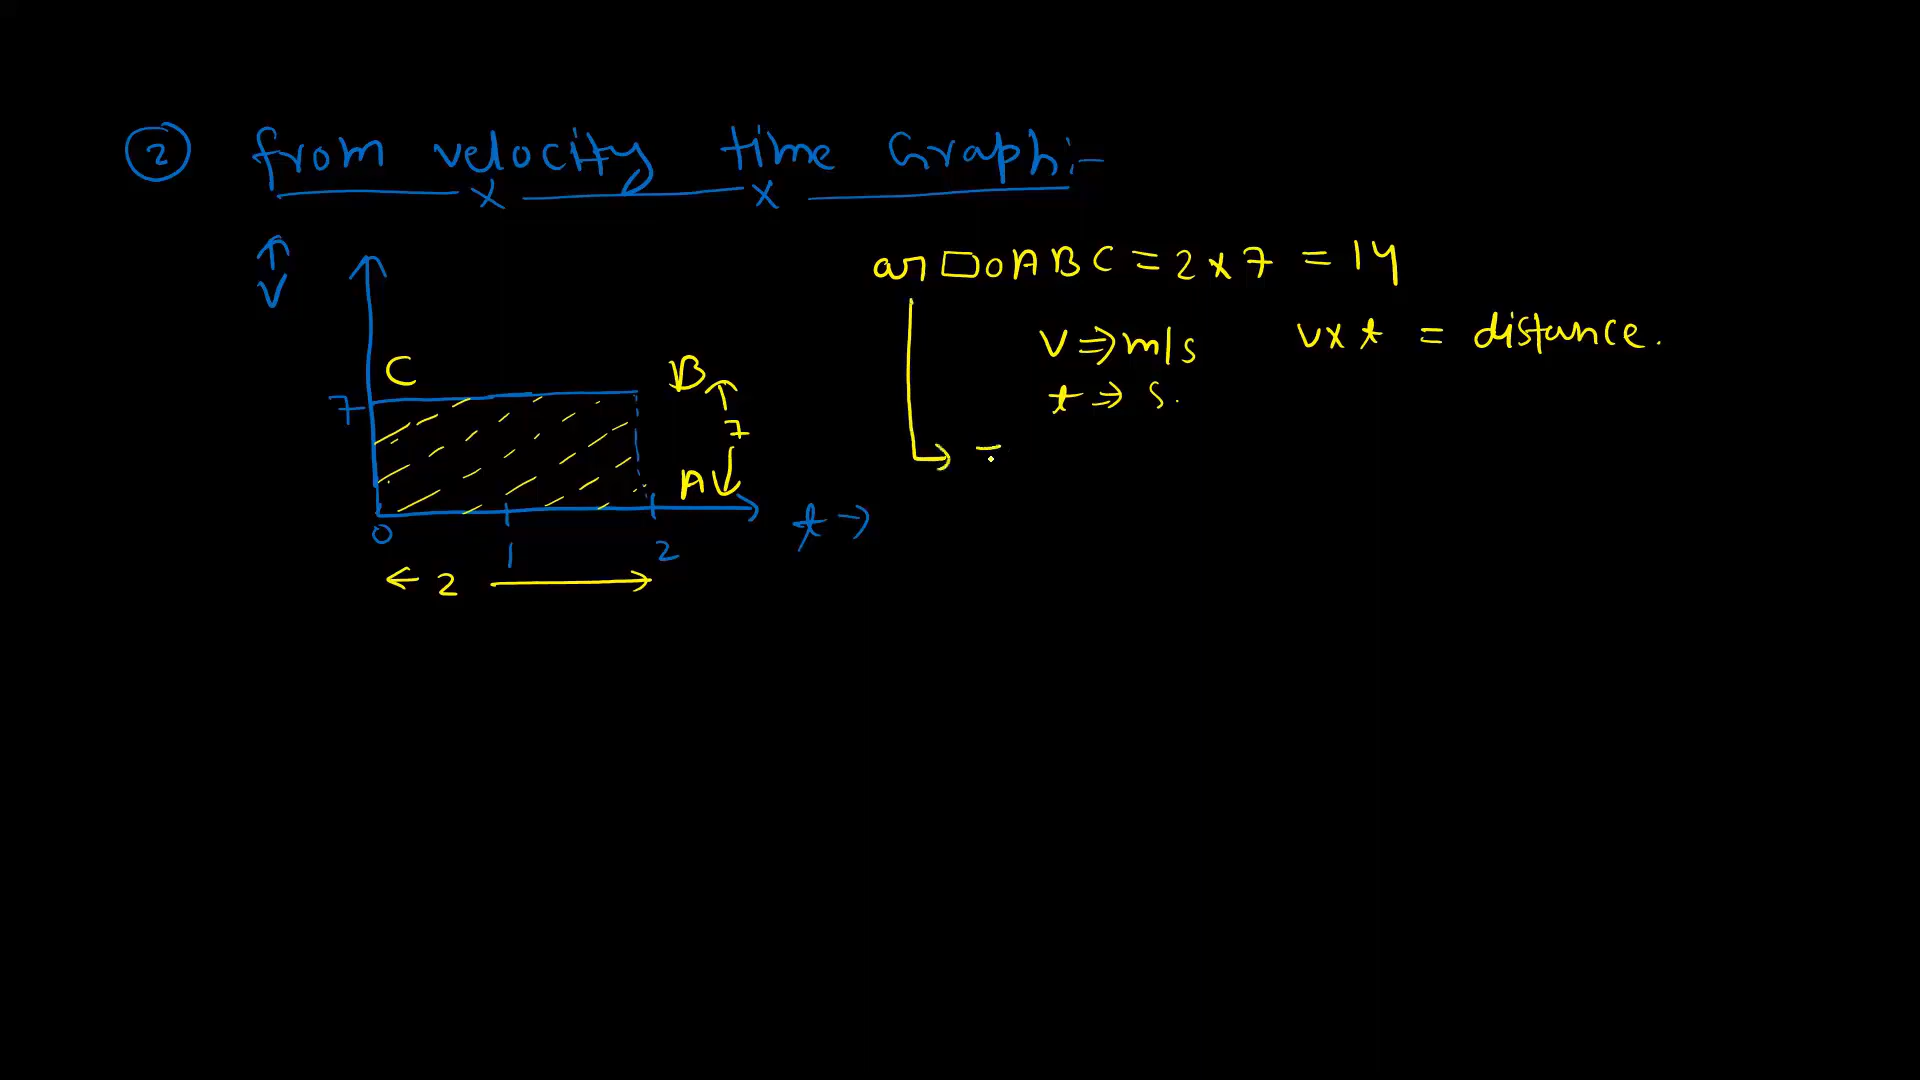 ② from velocity time Graph:-
x x
↑
V
ar □OABC = 2 x 7 = 14
V ⇒ m/s
v x t = distance.
t ⇒ s.
C
B
7
7
A
0
1
2
t →
← 2 →